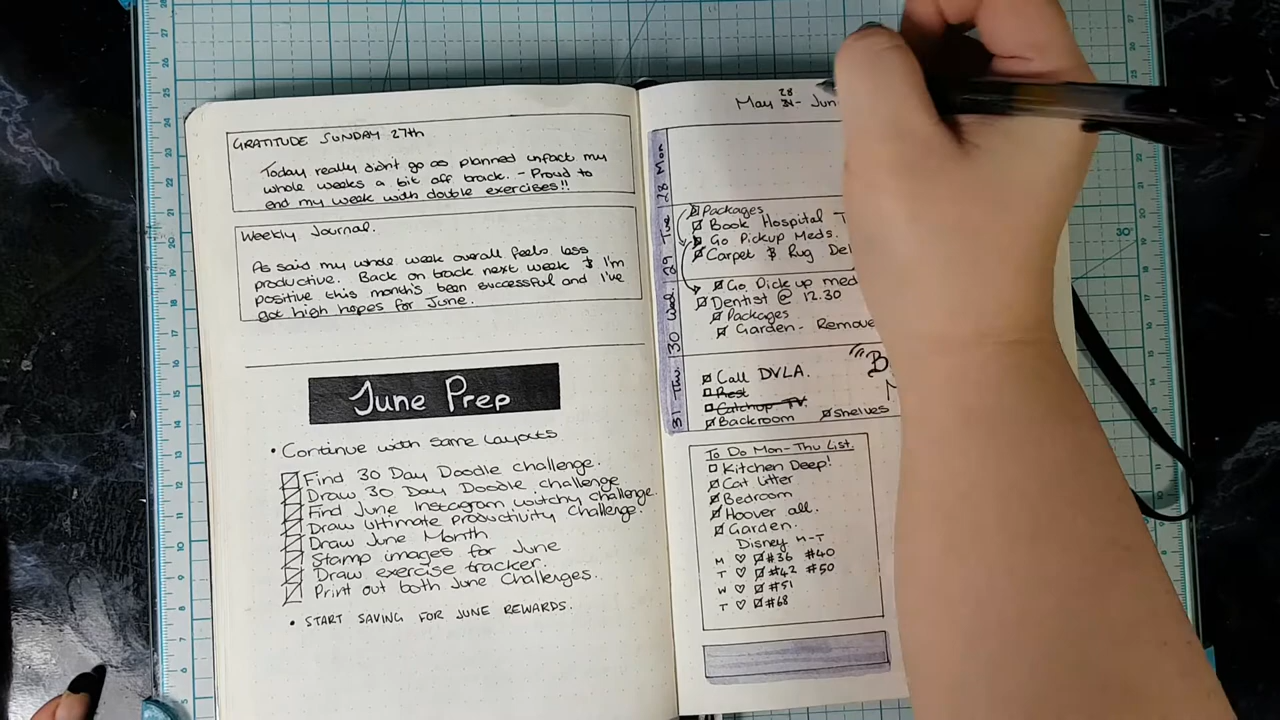 GRATITUDE SUNDAY 27th
Today really didn't go as planned infact my
whole weeks a bit off track. - Proud to
end my week with double exercises!!
Weekly Journal.
As said my whole week overall feels less
productive. Back on track next week & I'm
positive this month's been successful and I've
got high hopes for June.
June Prep
• Continue with same layouts
Find 30 Day Doodle challenge.
Draw 30 Day Doodle challenge
Find June Instagram witchy challenge.
Draw Ultimate Productivity Challenge.
Draw June Month
Stamp images for June
Draw exercise tracker.
Print out both June Challenges.
• START SAVING FOR JUNE REWARDS.
28
May - Jun
28 Mon
29 Tue
Packages
Book Hospital T
Go Pickup Meds.
Carpet & Rug Del
30 Wed
Go Pick up med
Dentist @ 12.30
Packages
Garden - Remove
31 Thu
Call DVLA.
Rest
Catchup TV.
Backroom
Shelves
To Do Mon-Thu List.
Kitchen Deep!
Cat litter
Bedroom
Hoover all.
Garden.
Disney M-T
M ♡ #36 #40
T ♡ #42 #50
W ♡ #51
T ♡ #68